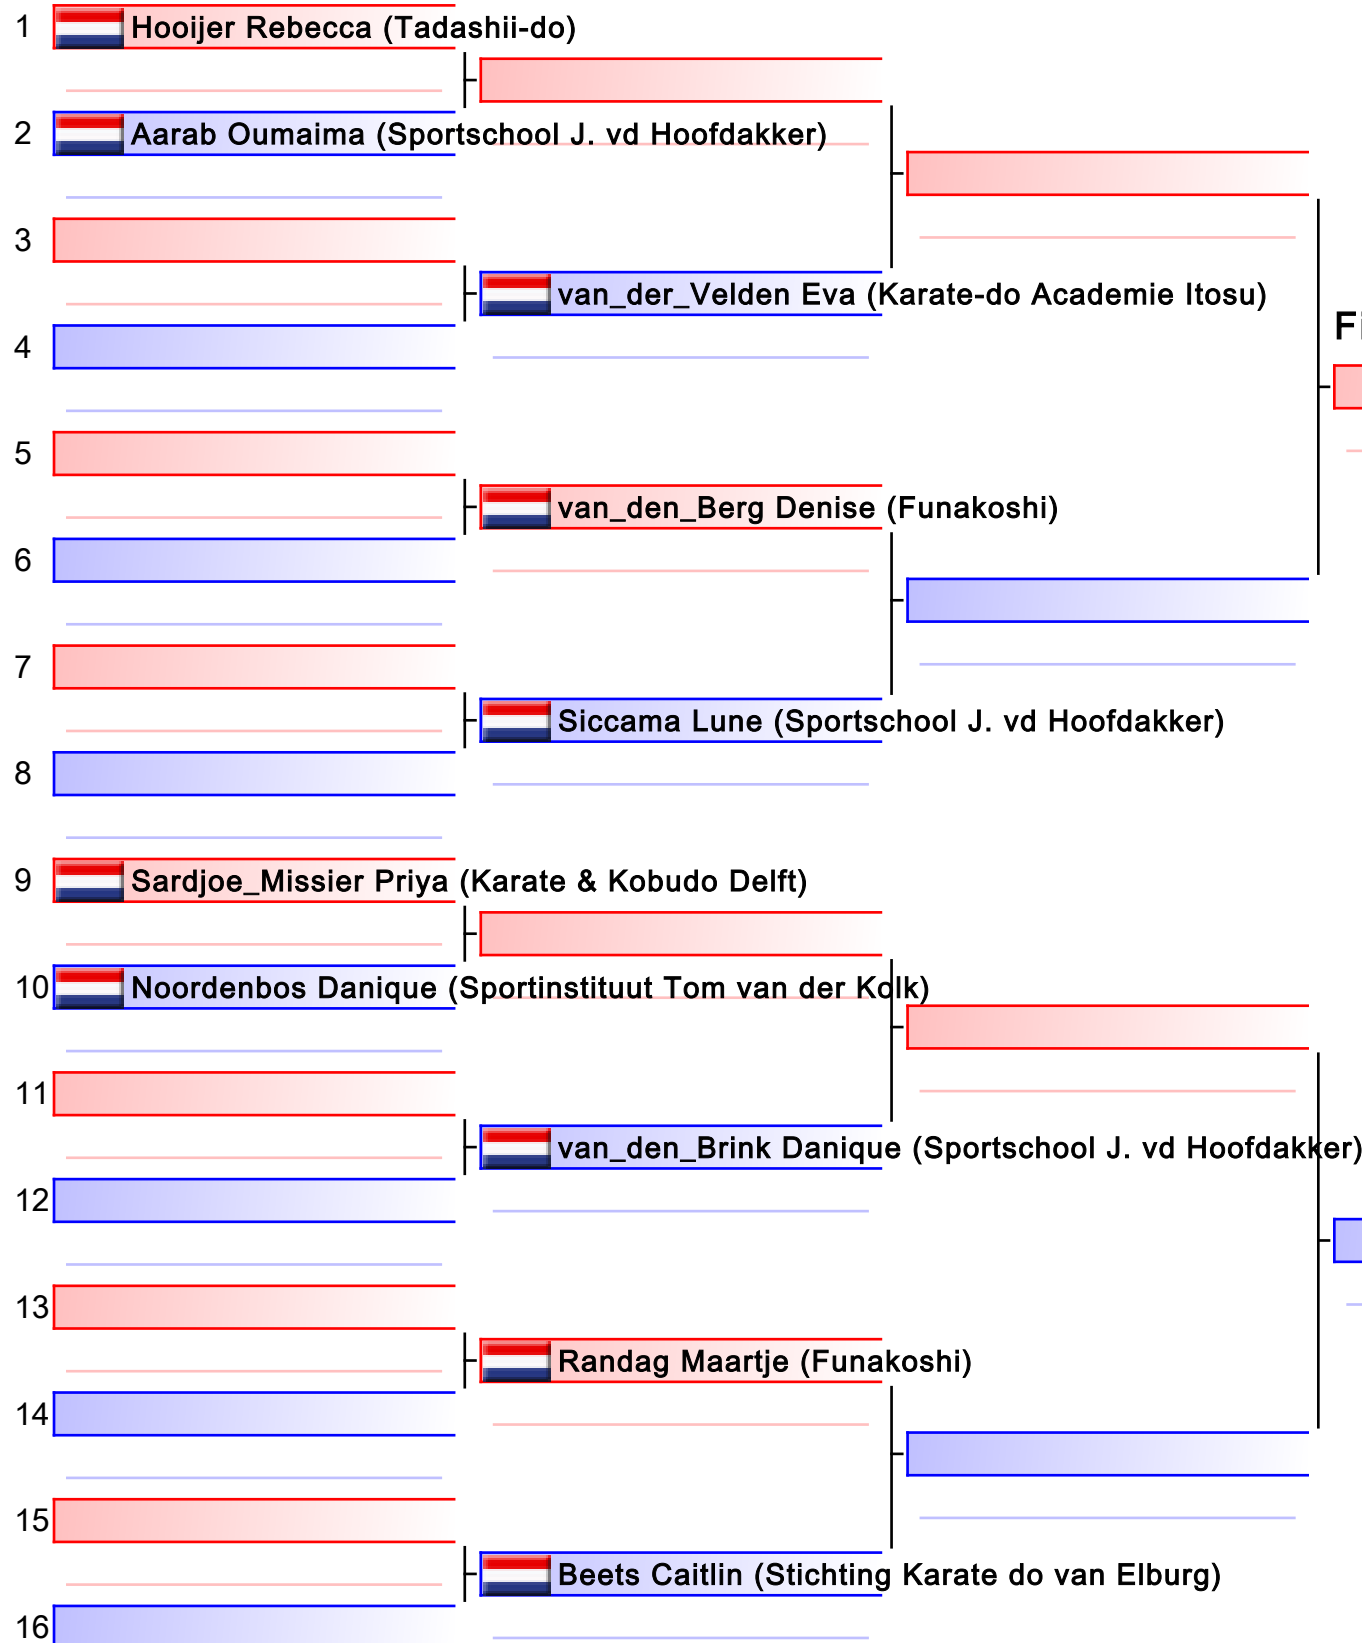 1 Hooijer Rebecca (Tadashii-do)
2 Aarab Oumaima (Sportschool J. vd Hoofdakker)
3
van_der_Velden Eva (Karate-do Academie Itosu)
Fi
4
5
van_den_Berg Denise (Funakoshi)
6
7
Siccama Lune (Sportschool J. vd Hoofdakker)
8
9 Sardjoe_Missier Priya (Karate & Kobudo Delft)
10 Noordenbos Danique (Sportinstituut Tom van der Kolk)
11
van_den_Brink Danique (Sportschool J. vd Hoofdakker)
12
13
Randag Maartje (Funakoshi)
14
15
Beets Caitlin (Stichting Karate do van Elburg)
16